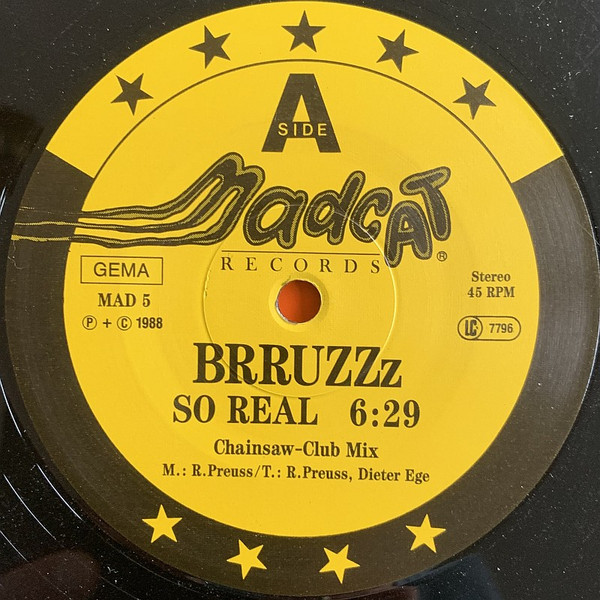 A
SIDE
MadCAT
®
RECORDS
GEMA
MAD 5
Ⓟ + © 1988
Stereo
45 RPM
LC 7796
BRRUZZz
SO REAL 6:29
Chainsaw-Club Mix
M.: R.Preuss/T.: R.Preuss, Dieter Ege